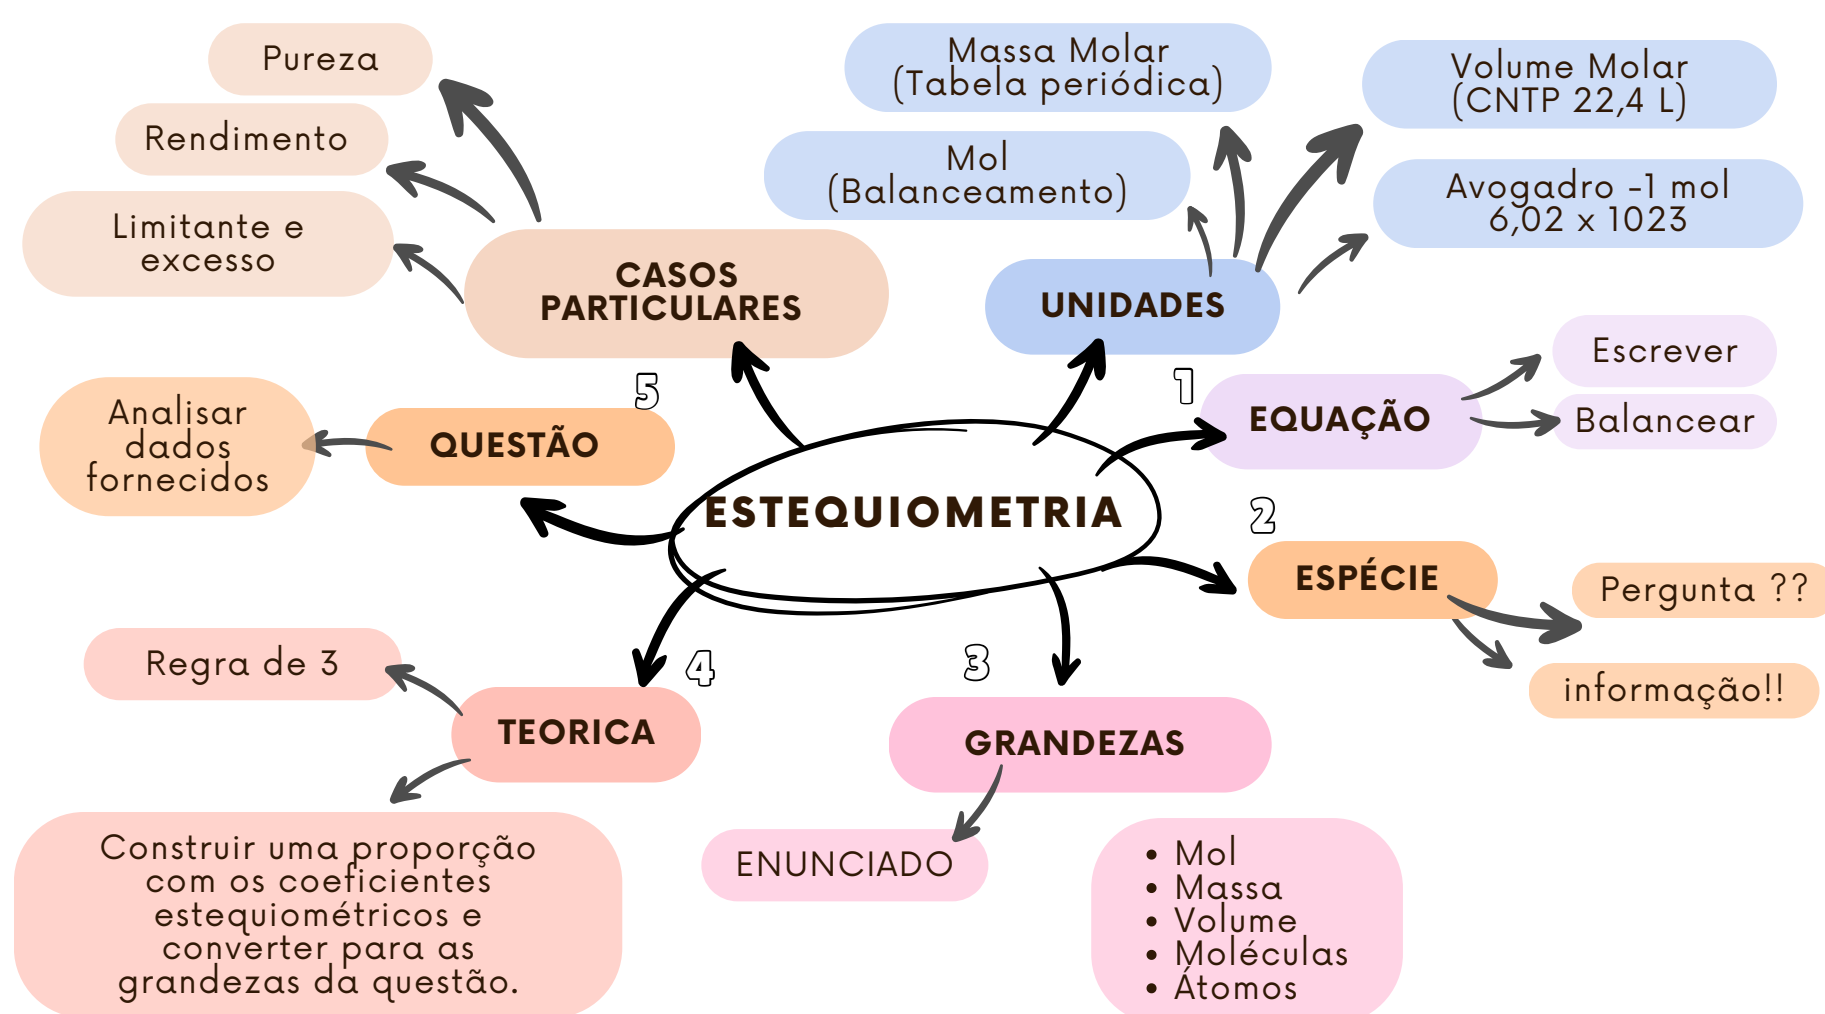 Pureza
Rendimento
Limitante e
excesso
CASOS
PARTICULARES
Massa Molar
(Tabela periódica)
Mol
(Balanceamento)
Volume Molar
(CNTP 22,4 L)
Avogadro -1 mol
6,02 x 1023
UNIDADES
1
EQUAÇÃO
Escrever
Balancear
5
QUESTÃO
Analisar
dados
fornecidos
ESTEQUIOMETRIA
2
ESPÉCIE
Pergunta ??
informação!!
3
GRANDEZAS
ENUNCIADO
• Mol
• Massa
• Volume
• Moléculas
• Átomos
4
TEORICA
Regra de 3
Construir uma proporção
com os coeficientes
estequiométricos e
converter para as
grandezas da questão.